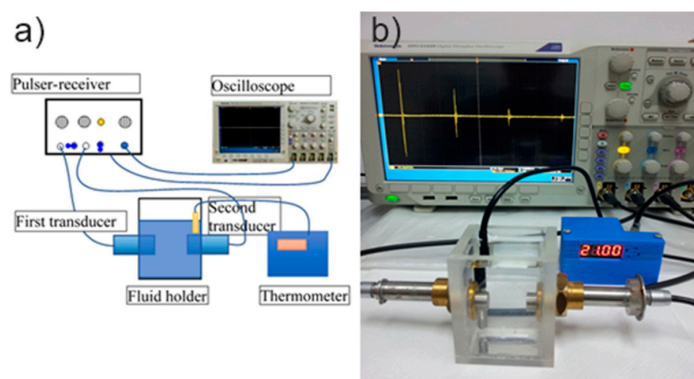 a)
Pulser-receiver
Oscilloscope
First transducer
Second
transducer
Fluid holder
Thermometer
b)
Tektronix
21.00